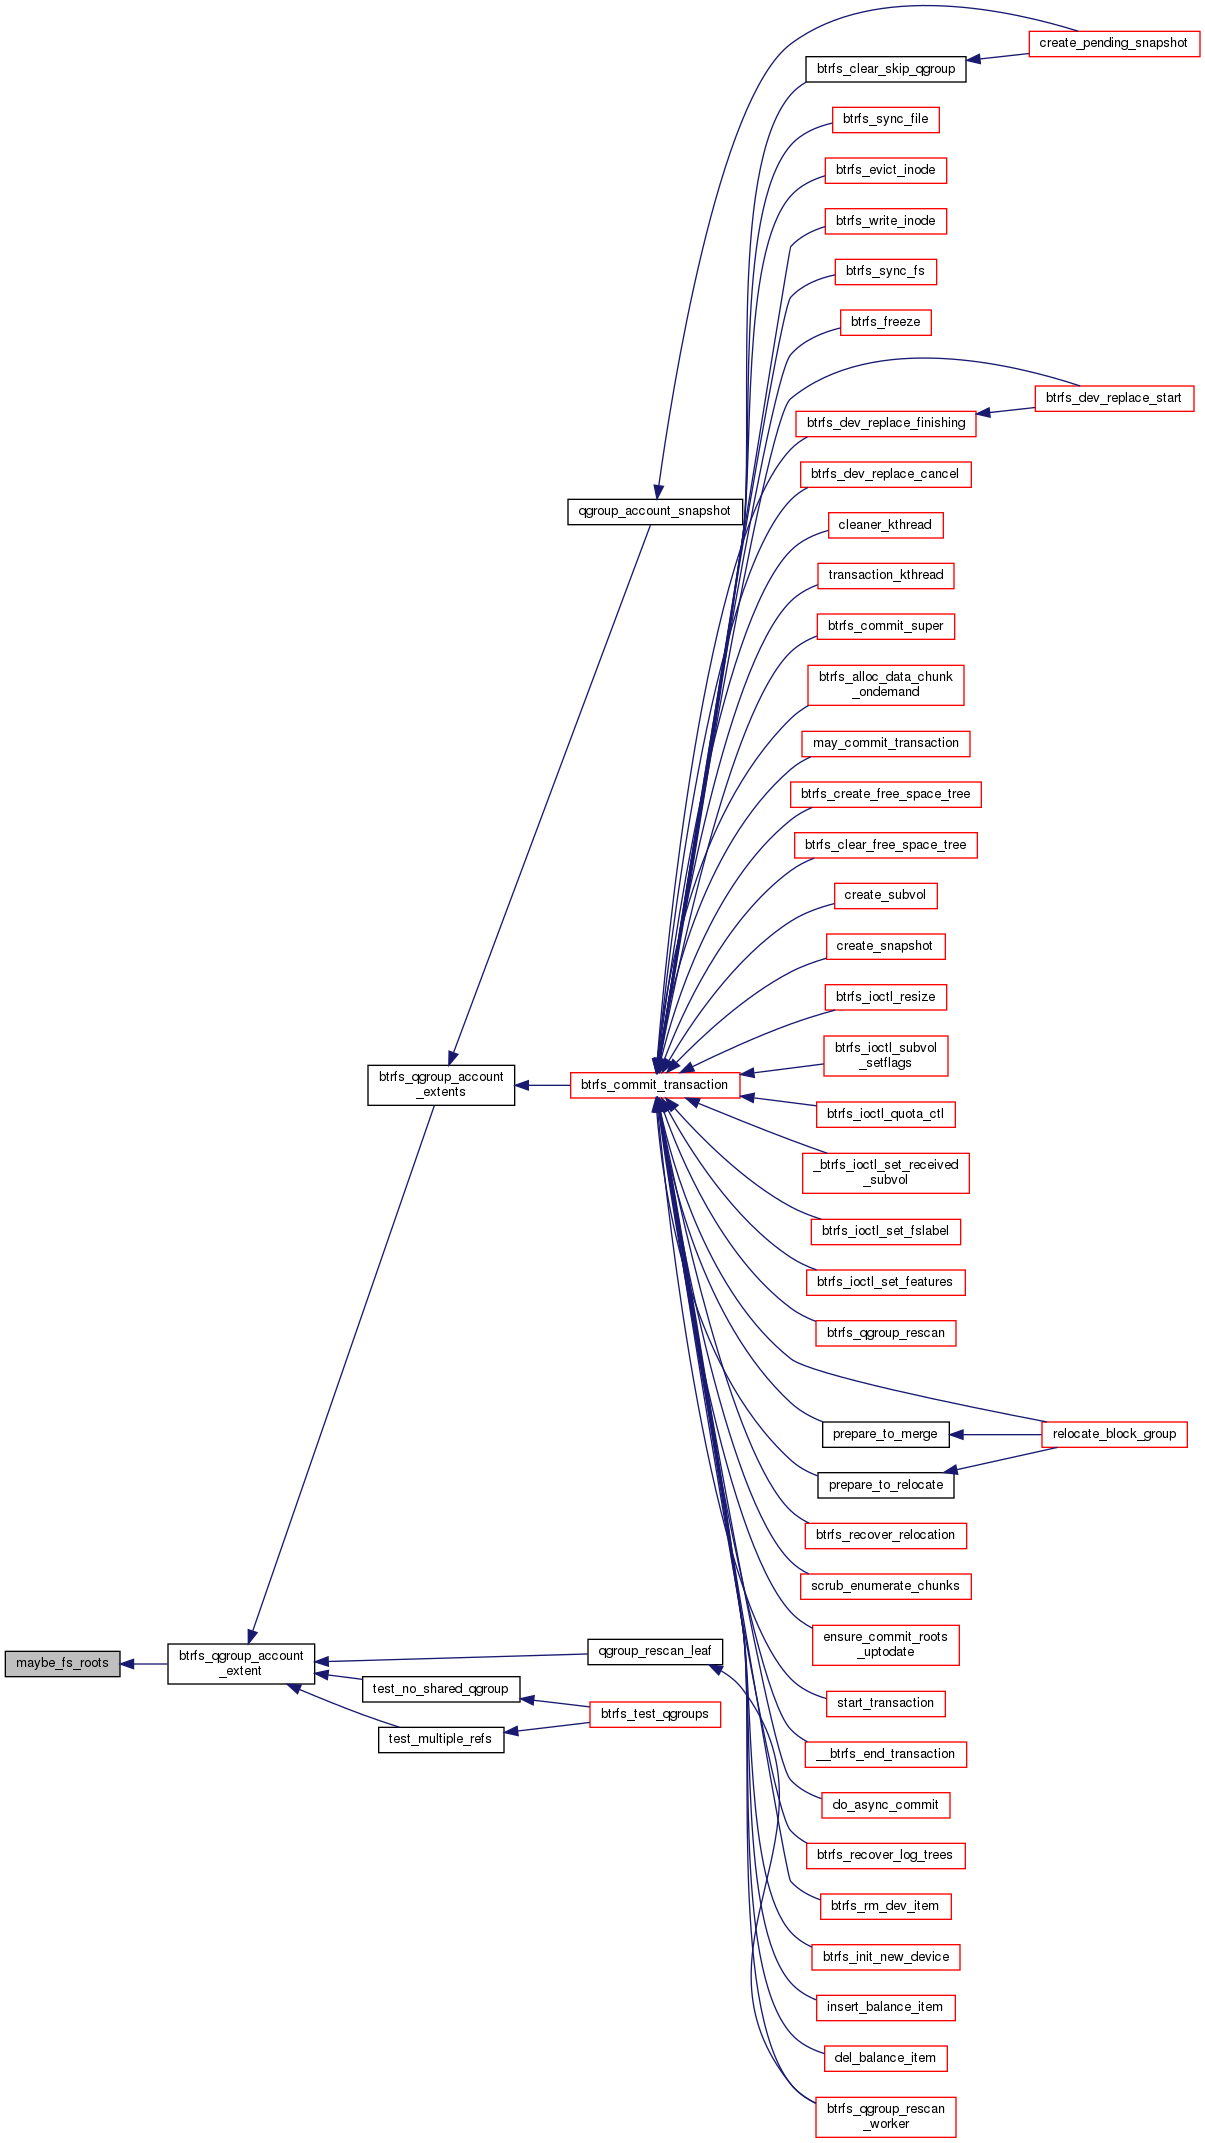 create_pending_snapshot
btrfs_clear_skip_qgroup
btrfs_sync_file
btrfs_evict_inode
btrfs_write_inode
btrfs_sync_fs
btrfs_freeze
btrfs_dev_replace_start
btrfs_dev_replace_finishing
btrfs_dev_replace_cancel
qgroup_account_snapshot
cleaner_kthread
transaction_kthread
btrfs_commit_super
btrfs_alloc_data_chunk
_ondemand
may_commit_transaction
btrfs_create_free_space_tree
btrfs_clear_free_space_tree
create_subvol
create_snapshot
btrfs_ioctl_resize
btrfs_ioctl_subvol
_setflags
btrfs_qgroup_account
_extents
btrfs_commit_transaction
btrfs_ioctl_quota_ctl
_btrfs_ioctl_set_received
_subvol
btrfs_ioctl_set_fslabel
btrfs_ioctl_set_features
btrfs_qgroup_rescan
prepare_to_merge
relocate_block_group
prepare_to_relocate
btrfs_recover_relocation
scrub_enumerate_chunks
ensure_commit_roots
_uptodate
maybe_fs_roots
btrfs_qgroup_account
_extent
qgroup_rescan_leaf
test_no_shared_qgroup
btrfs_test_qgroups
test_multiple_refs
start_transaction
__btrfs_end_transaction
do_async_commit
btrfs_recover_log_trees
btrfs_rm_dev_item
btrfs_init_new_device
insert_balance_item
del_balance_item
btrfs_qgroup_rescan
_worker